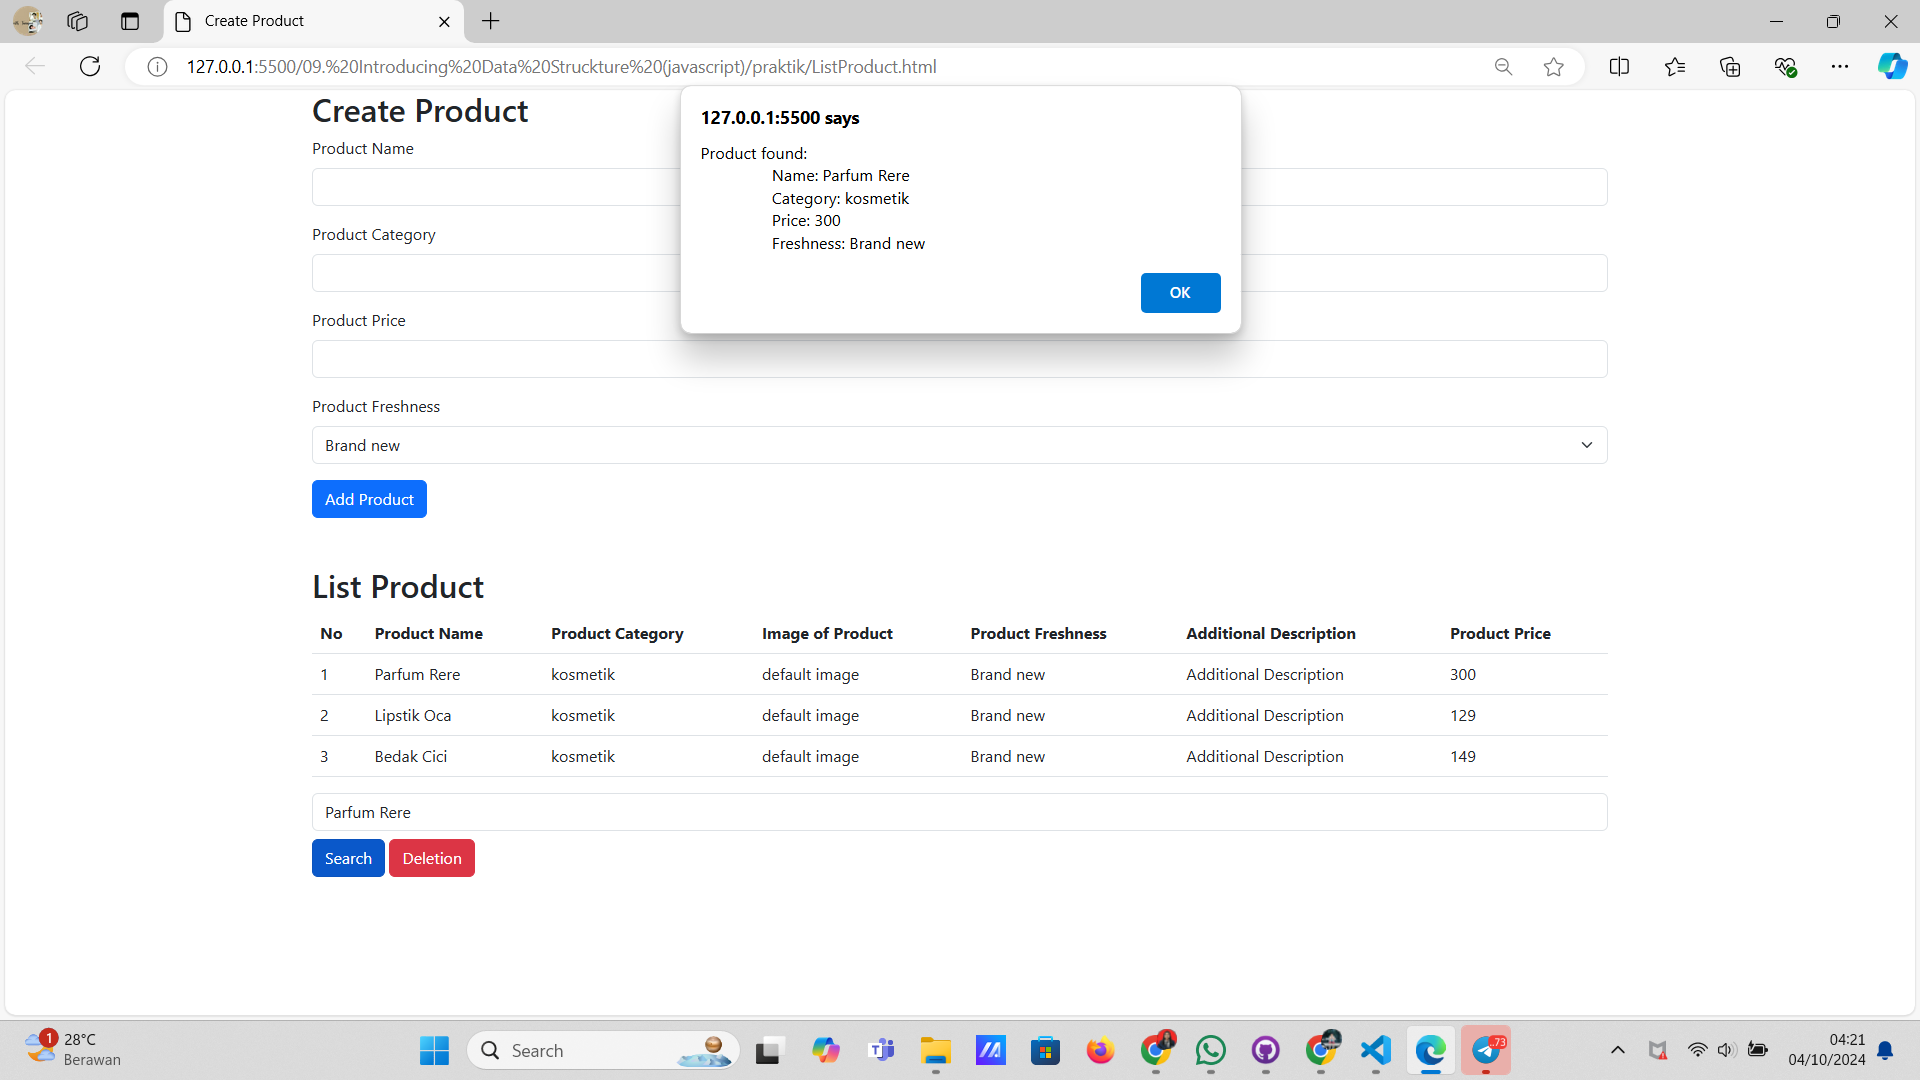 Create Product
127.0.0.1:5500/09.%20Introducing%20Data%20Struckture%20(javascript)/praktik/ListProduct.html
Create Product
127.0.0.1:5500 says
Product found:
Name: Parfum Rere
Category: kosmetik
Price: 300
Freshness: Brand new
OK
Product Name
Product Category
Product Price
Product Freshness
Brand new
Add Product
List Product
No Product Name Product Category Image of Product Product Freshness Additional Description Product Price
1 Parfum Rere kosmetik default image Brand new Additional Description 300
2 Lipstik Oca kosmetik default image Brand new Additional Description 129
3 Bedak Cici kosmetik default image Brand new Additional Description 149
Parfum Rere
Search Deletion
1
28°C
Berawan
Search
73
04:21
04/10/2024